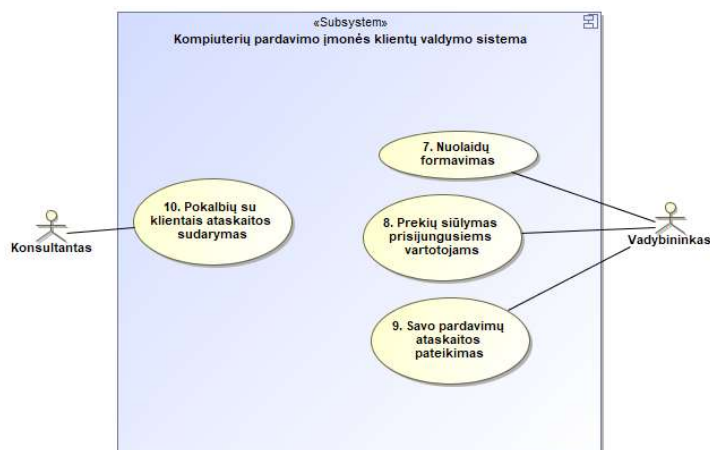 «Subsystem»
Kompiuterių pardavimo įmonės klientų valdymo sistema
7. Nuolaidų
formavimas
10. Pokalbių su
klientais ataskaitos
sudarymas
8. Prekių siūlymas
prisijungusiems
vartotojams
Konsultantas
Vadybininkas
9. Savo pardavimų
ataskaitos
pateikimas